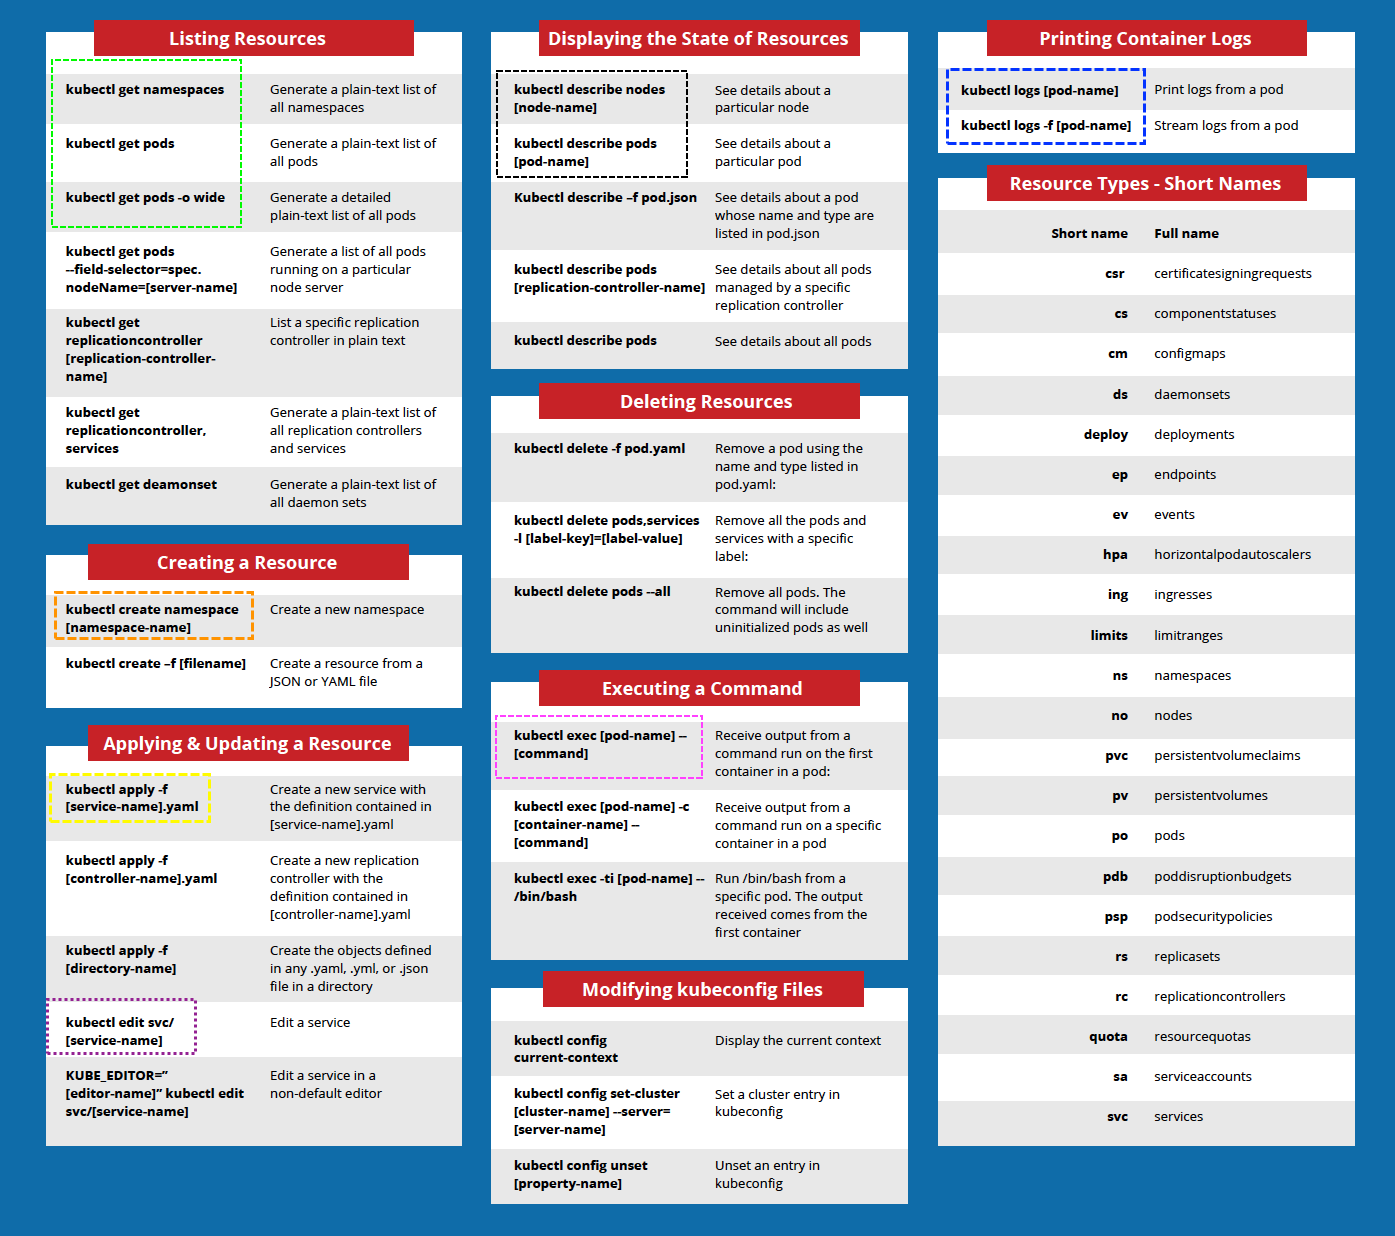 Listing Resources
kubectl get namespaces
Generate a plain-text list of
all namespaces
kubectl get pods
Generate a plain-text list of
all pods
kubectl get pods -o wide
Generate a detailed
plain-text list of all pods
kubectl get pods
--field-selector=spec.
nodeName=[server-name]
Generate a list of all pods
running on a particular
node server
kubectl get
replicationcontroller
[replication-controller-
name]
List a specific replication
controller in plain text
kubectl get
replicationcontroller,
services
Generate a plain-text list of
all replication controllers
and services
kubectl get deamonset
Generate a plain-text list of
all daemon sets
Creating a Resource
kubectl create namespace
[namespace-name]
Create a new namespace
kubectl create –f [filename]
Create a resource from a
JSON or YAML file
Applying & Updating a Resource
kubectl apply -f
[service-name].yaml
Create a new service with
the definition contained in
[service-name].yaml
kubectl apply -f
[controller-name].yaml
Create a new replication
controller with the
definition contained in
[controller-name].yaml
kubectl apply -f
[directory-name]
Create the objects defined
in any .yaml, .yml, or .json
file in a directory
kubectl edit svc/
[service-name]
Edit a service
KUBE_EDITOR=”
[editor-name]” kubectl edit
svc/[service-name]
Edit a service in a
non-default editor
Displaying the State of Resources
kubectl describe nodes
[node-name]
See details about a
particular node
kubectl describe pods
[pod-name]
See details about a
particular pod
Kubectl describe –f pod.json
See details about a pod
whose name and type are
listed in pod.json
kubectl describe pods
[replication-controller-name]
See details about all pods
managed by a specific
replication controller
kubectl describe pods
See details about all pods
Deleting Resources
kubectl delete -f pod.yaml
Remove a pod using the
name and type listed in
pod.yaml:
kubectl delete pods,services
-l [label-key]=[label-value]
Remove all the pods and
services with a specific
label:
kubectl delete pods --all
Remove all pods. The
command will include
uninitialized pods as well
Executing a Command
kubectl exec [pod-name] --
[command]
Receive output from a
command run on the first
container in a pod:
kubectl exec [pod-name] -c
[container-name] --
[command]
Receive output from a
command run on a specific
container in a pod
kubectl exec -ti [pod-name] --
/bin/bash
Run /bin/bash from a
specific pod. The output
received comes from the
first container
Modifying kubeconfig Files
kubectl config
current-context
Display the current context
kubectl config set-cluster
[cluster-name] --server=
[server-name]
Set a cluster entry in
kubeconfig
kubectl config unset
[property-name]
Unset an entry in
kubeconfig
Printing Container Logs
kubectl logs [pod-name]
Print logs from a pod
kubectl logs -f [pod-name]
Stream logs from a pod
Resource Types - Short Names
Short name Full name
csr certificatesigningrequests
cs componentstatuses
cm configmaps
ds daemonsets
deploy deployments
ep endpoints
ev events
hpa horizontalpodautoscalers
ing ingresses
limits limitranges
ns namespaces
no nodes
pvc persistentvolumeclaims
pv persistentvolumes
po pods
pdb poddisruptionbudgets
psp podsecuritypolicies
rs replicasets
rc replicationcontrollers
quota resourcequotas
sa serviceaccounts
svc services